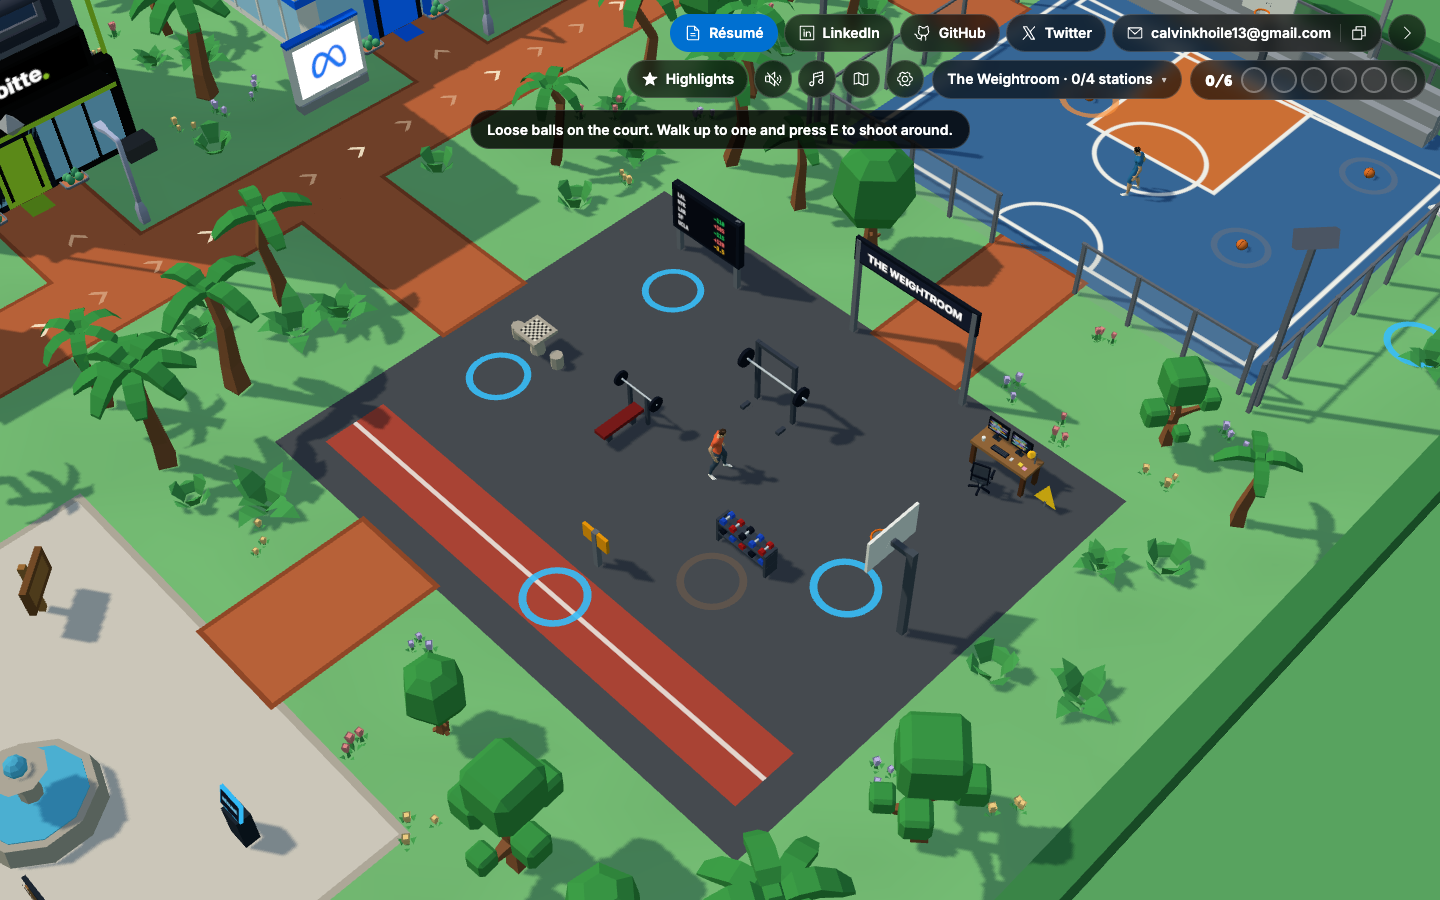 Résumé
LinkedIn
GitHub
Twitter
calvinkhoile13@gmail.com
Highlights
The Weightroom · 0/4 stations
0/6
Loose balls on the court. Walk up to one and press E to shoot around.
THE WEIGHTROOM